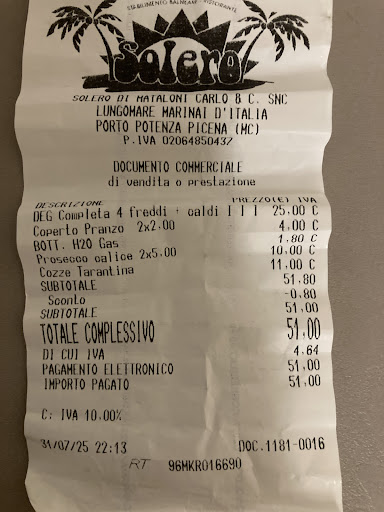 STABILIMENTO BALNEARE - RISTORANTE
Solero
SOLERO DI MATALONI CARLO & C. SNC
LUNGOMARE MARINAI D'ITALIA
PORTO POTENZA PICENA (MC)
P.IVA 02064850437
DOCUMENTO COMMERCIALE
di vendita o prestazione
DESCRIZIONE PREZZO(E) IVA
DEG Completa 4 freddi + caldi I I I 25.00 C
Coperto Pranzo 2x2.00 4.00 C
BOTT. H2O Gas 1.80 C
Prosecco calice 2x5.00 10.00 C
Cozze Tarantina 11.00 C
SUBTOTALE 51.80
Sconto -0.80
SUBTOTALE 51.00
TOTALE COMPLESSIVO 51.00
DI CUI IVA 4.64
PAGAMENTO ELETTRONICO 51.00
IMPORTO PAGATO 51.00
C: IVA 10.00%
31/07/25 22:13 DOC.1181-0016
RT 96MKR016690